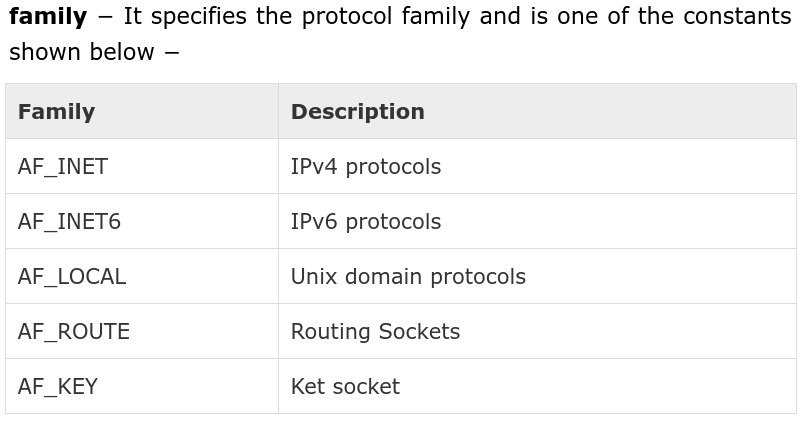 family − It specifies the protocol family and is one of the constants
shown below −
Family Description
AF_INET IPv4 protocols
AF_INET6 IPv6 protocols
AF_LOCAL Unix domain protocols
AF_ROUTE Routing Sockets
AF_KEY Ket socket